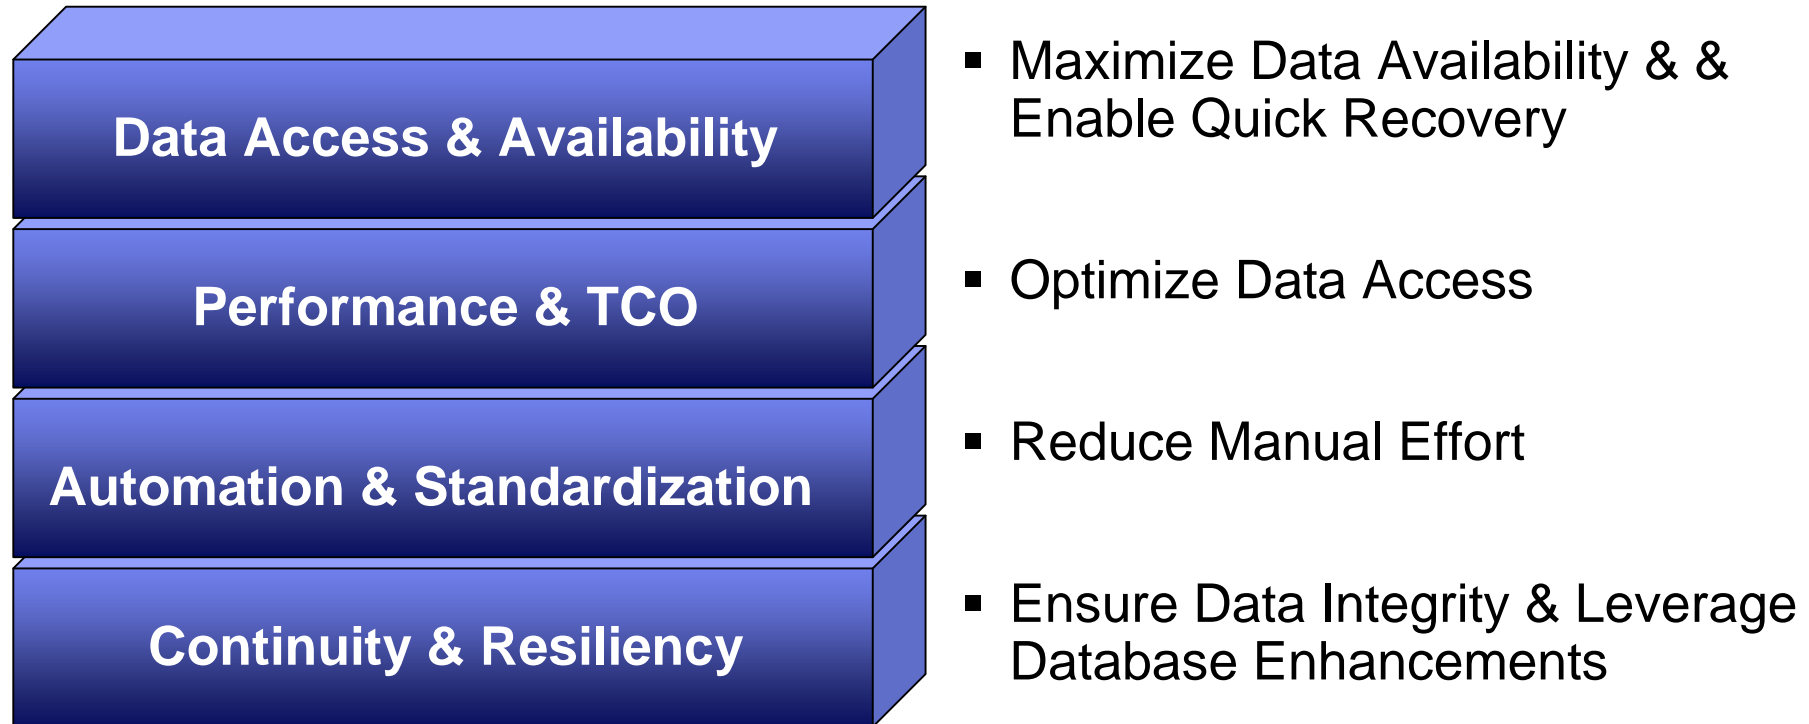 Data Access & Availability
▪ Maximize Data Availability & &
Enable Quick Recovery
Performance & TCO
▪ Optimize Data Access
Automation & Standardization
▪ Reduce Manual Effort
Continuity & Resiliency
▪ Ensure Data Integrity & Leverage
Database Enhancements